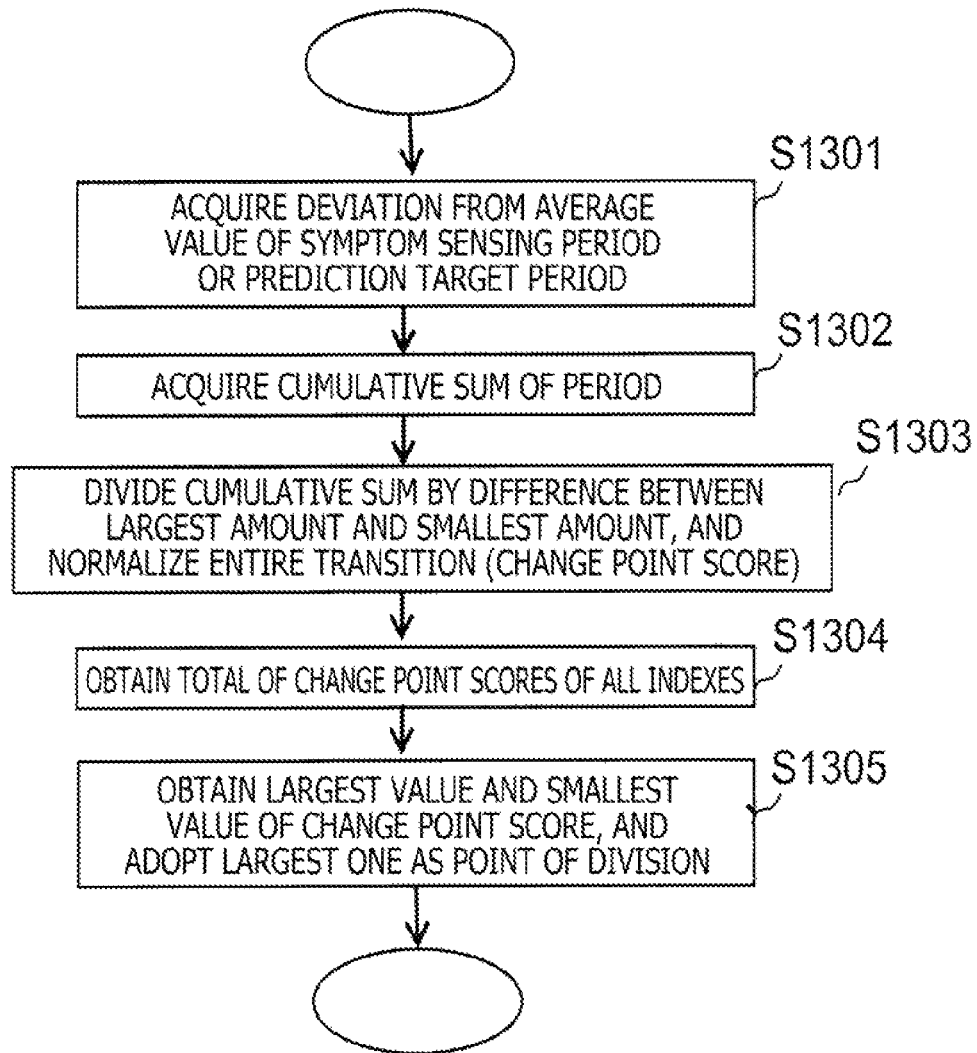 S1301
ACQUIRE DEVIATION FROM AVERAGE
VALUE OF SYMPTOM SENSING PERIOD
OR PREDICTION TARGET PERIOD
S1302
ACQUIRE CUMULATIVE SUM OF PERIOD
S1303
DIVIDE CUMULATIVE SUM BY DIFFERENCE BETWEEN
LARGEST AMOUNT AND SMALLEST AMOUNT, AND
NORMALIZE ENTIRE TRANSITION (CHANGE POINT SCORE)
S1304
OBTAIN TOTAL OF CHANGE POINT SCORES OF ALL INDEXES
S1305
OBTAIN LARGEST VALUE AND SMALLEST
VALUE OF CHANGE POINT SCORE, AND
ADOPT LARGEST ONE AS POINT OF DIVISION